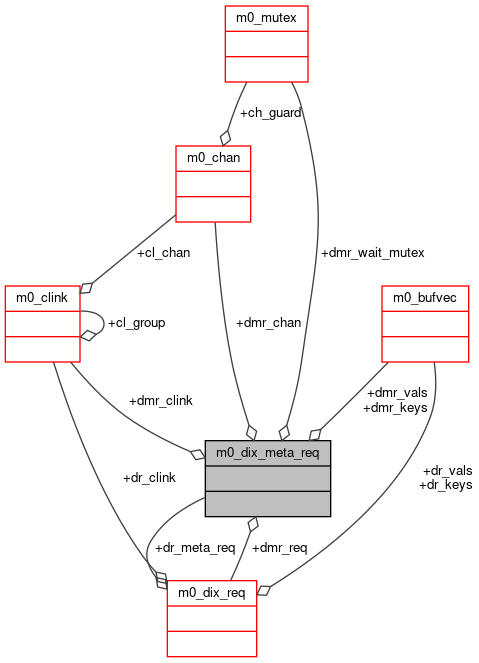 m0_mutex
+ch_guard
m0_chan
+cl_chan
+dmr_wait_mutex
m0_clink
m0_bufvec
+cl_group
+dmr_chan
+dmr_vals
+dmr_keys
+dmr_clink
m0_dix_meta_req
+dr_clink
+dr_vals
+dr_keys
+dr_meta_req
+dmr_req
m0_dix_req